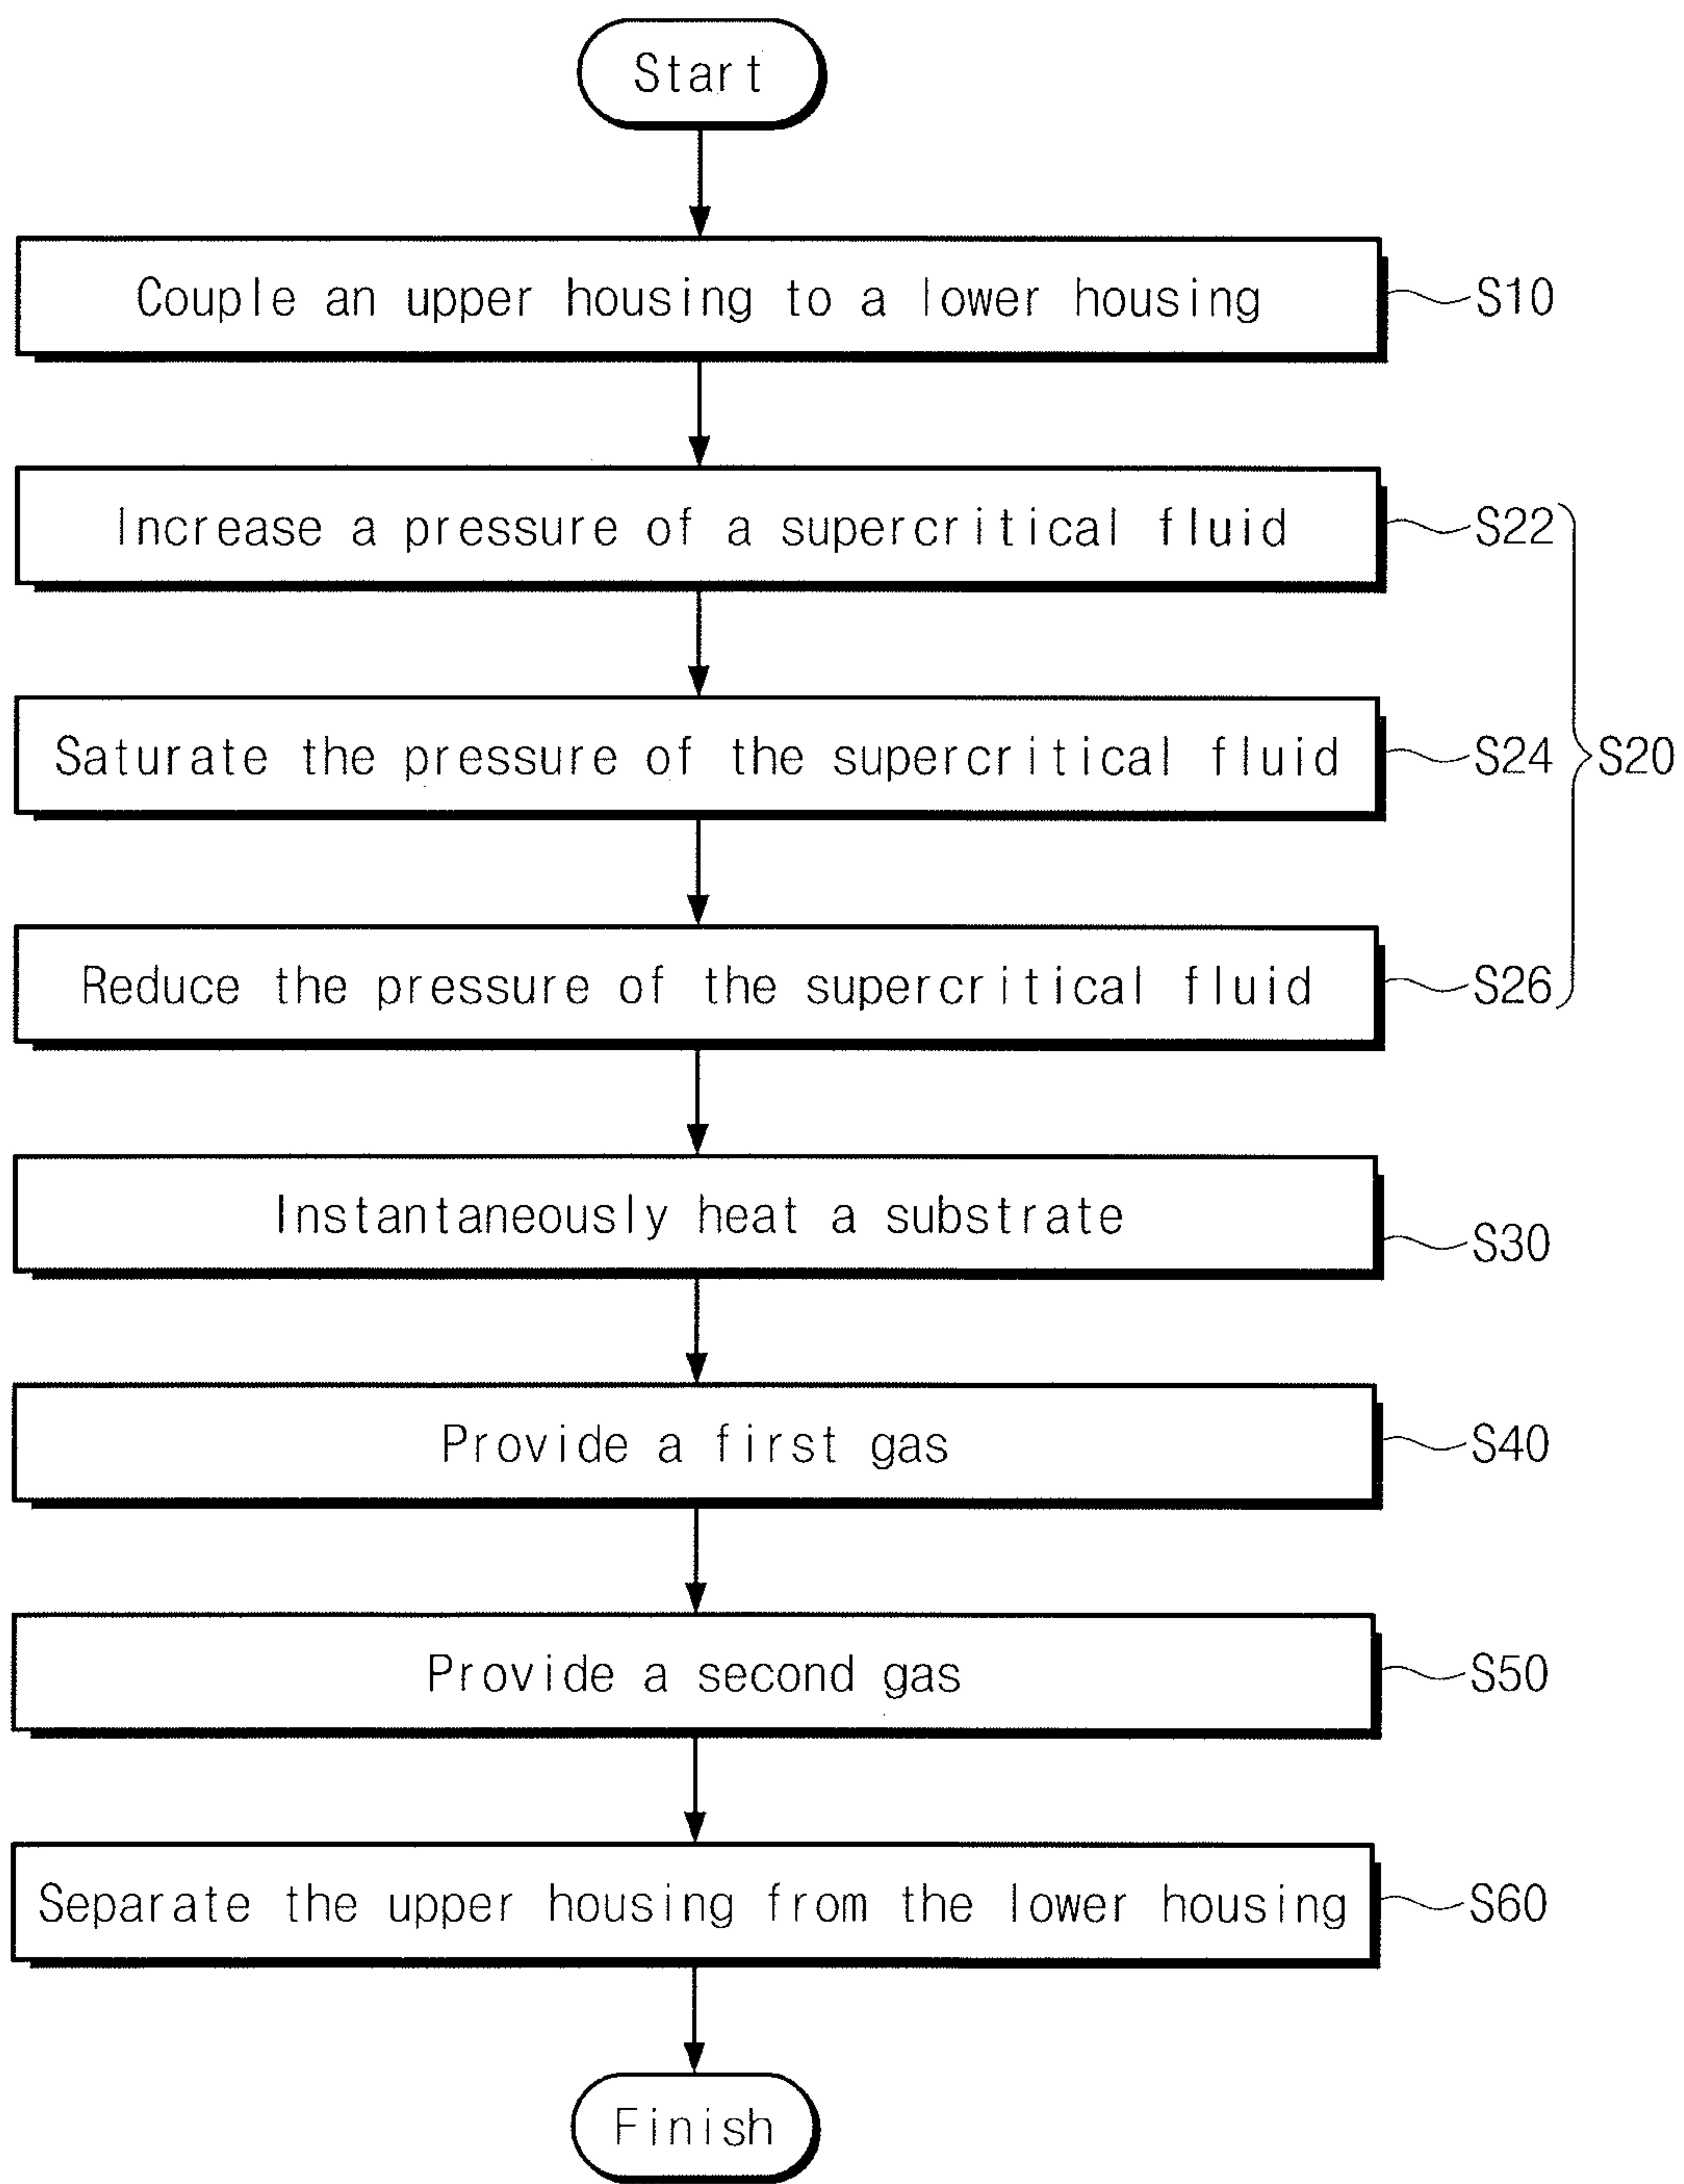 Start
Couple an upper housing to a lower housing
S10
Increase a pressure of a supercritical fluid
S22
Saturate the pressure of the supercritical fluid
S24
S20
Reduce the pressure of the supercritical fluid
S26
Instantaneously heat a substrate
S30
Provide a first gas
S40
Provide a second gas
S50
Separate the upper housing from the lower housing
S60
Finish